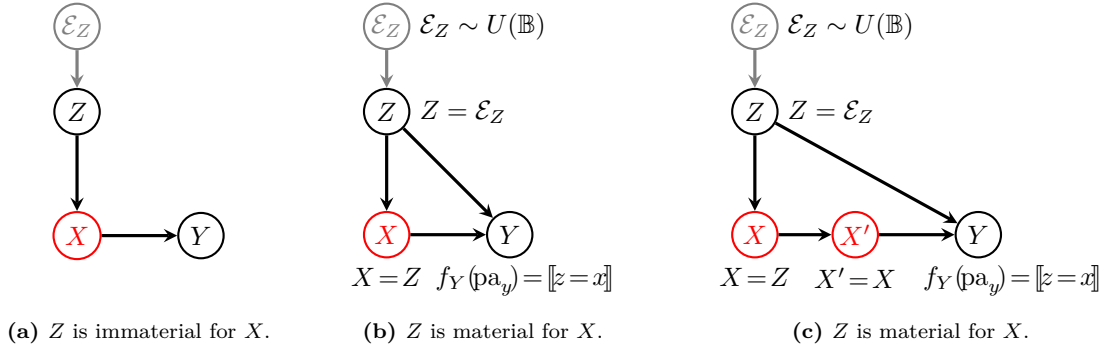 ℰ_Z
Z
X
Y
(a) Z is immaterial for X.
ℰ_Z ℰ_Z ∼ U(𝔹)
Z Z = ℰ_Z
X
Y
X = Z f_Y(pa_y) = ⟦z = x⟧
(b) Z is material for X.
ℰ_Z ℰ_Z ∼ U(𝔹)
Z Z = ℰ_Z
X
X′
Y
X = Z X′ = X f_Y(pa_y) = ⟦z = x⟧
(c) Z is material for X.